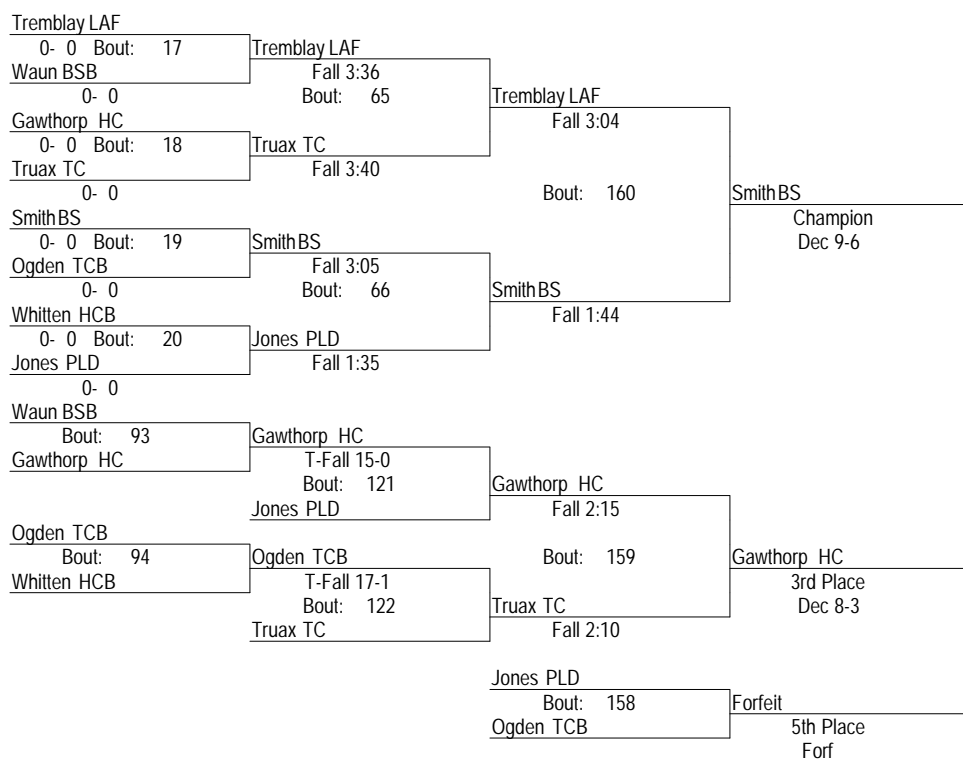 Tremblay LAF
0- 0 Bout: 17
Waun BSB
0- 0
Gawthorp HC
0- 0 Bout: 18
Truax TC
0- 0
Smith BS
0- 0 Bout: 19
Ogden TCB
0- 0
Whitten HCB
0- 0 Bout: 20
Jones PLD
0- 0
Waun BSB
Bout: 93
Gawthorp HC
Ogden TCB
Bout: 94
Whitten HCB
Tremblay LAF
Fall 3:36
Bout: 65
Truax TC
Fall 3:40
Smith BS
Fall 3:05
Bout: 66
Jones PLD
Fall 1:35
Gawthorp HC
T-Fall 15-0
Bout: 121
Jones PLD
Ogden TCB
T-Fall 17-1
Bout: 122
Truax TC
Tremblay LAF
Fall 3:04
Bout: 160
Smith BS
Fall 1:44
Gawthorp HC
Fall 2:15
Bout: 159
Truax TC
Fall 2:10
Jones PLD
Bout: 158
Ogden TCB
Smith BS
Champion
Dec 9-6
Gawthorp HC
3rd Place
Dec 8-3
Forfeit
5th Place
Forf